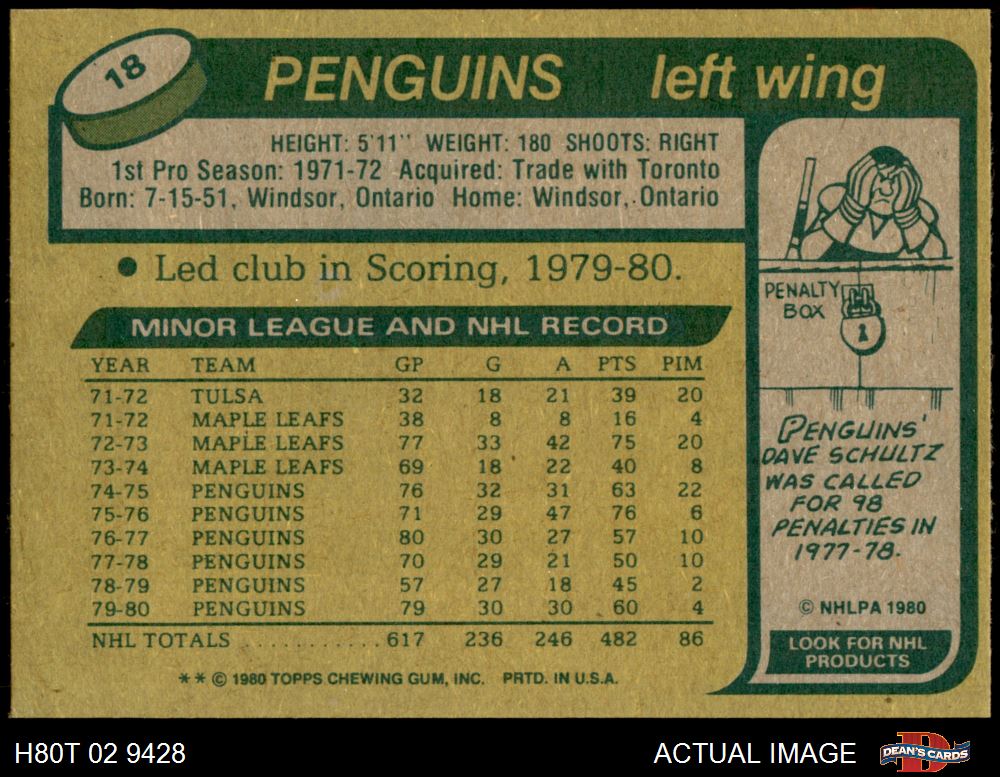 18
PENGUINS left wing
HEIGHT: 5'11'' WEIGHT: 180 SHOOTS: RIGHT
1st Pro Season: 1971-72 Acquired: Trade with Toronto
Born: 7-15-51, Windsor, Ontario Home: Windsor, Ontario
• Led club in Scoring, 1979-80.
MINOR LEAGUE AND NHL RECORD
YEAR TEAM GP G A PTS PIM
71-72 TULSA 32 18 21 39 20
71-72 MAPLE LEAFS 38 8 8 16 4
72-73 MAPLE LEAFS 77 33 42 75 20
73-74 MAPLE LEAFS 69 18 22 40 8
74-75 PENGUINS 76 32 31 63 22
75-76 PENGUINS 71 29 47 76 6
76-77 PENGUINS 80 30 27 57 10
77-78 PENGUINS 70 29 21 50 10
78-79 PENGUINS 57 27 18 45 2
79-80 PENGUINS 79 30 30 60 4
NHL TOTALS ........... 617 236 246 482 86
** © 1980 TOPPS CHEWING GUM, INC. PRTD. IN U.S.A.
PENALTY
BOX
PENGUINS'
DAVE SCHULTZ
WAS CALLED
FOR 98
PENALTIES IN
1977-78.
© NHLPA 1980
LOOK FOR NHL
PRODUCTS
H80T 02 9428 ACTUAL IMAGE
DEAN'S CARDS